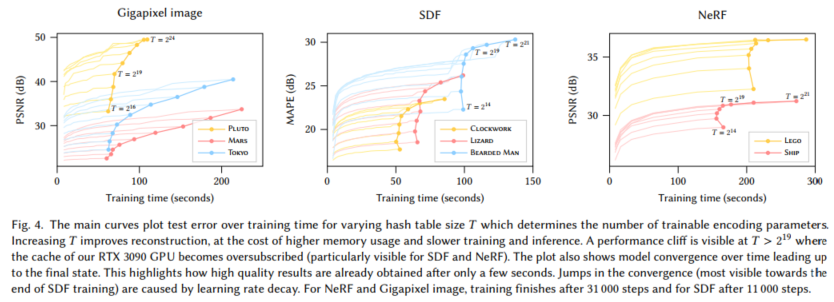 Gigapixel image
SDF
NeRF
PSNR (dB)
50
40
30
T = 2^24
T = 2^19
T = 2^16
PLUTO
MARS
TOKYO
0
100
200
Training time (seconds)
MAPE (dB)
30
25
20
T = 2^21
T = 2^19
T = 2^14
CLOCKWORK
LIZARD
BEARDED MAN
0
50
100
150
Training time (seconds)
PSNR (dB)
35
30
T = 2^21
T = 2^19
T = 2^14
LEGO
SHIP
0
100
200
300
Training time (seconds)
Fig. 4. The main curves plot test error over training time for varying hash table size T which determines the number of trainable encoding parameters.
Increasing T improves reconstruction, at the cost of higher memory usage and slower training and inference. A performance cliff is visible at T > 2^19 where
the cache of our RTX 3090 GPU becomes oversubscribed (particularly visible for SDF and NeRF). The plot also shows model convergence over time leading up
to the final state. This highlights how high quality results are already obtained after only a few seconds. Jumps in the convergence (most visible towards the
end of SDF training) are caused by learning rate decay. For NeRF and Gigapixel image, training finishes after 31 000 steps and for SDF after 11 000 steps.